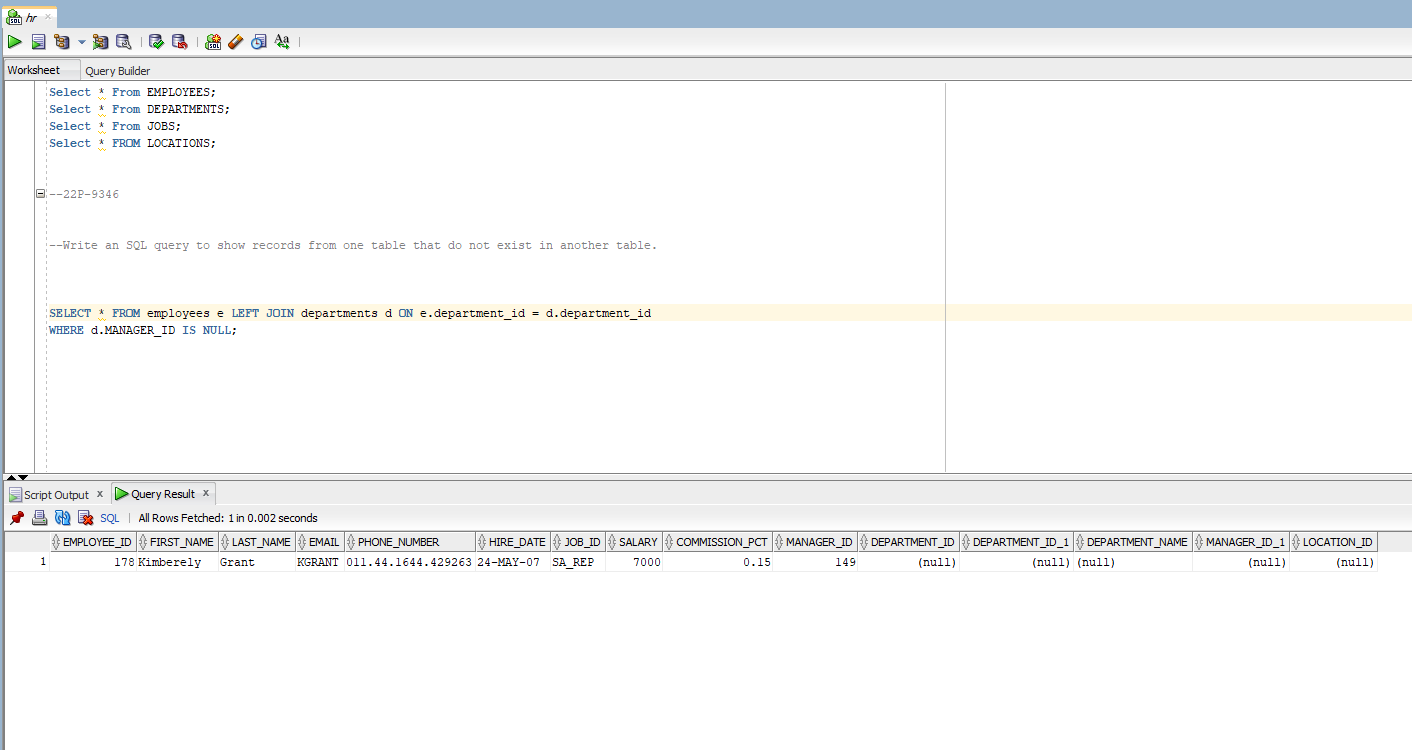 hr
Worksheet Query Builder
Select * From EMPLOYEES;
Select * From DEPARTMENTS;
Select * From JOBS;
Select * FROM LOCATIONS;
--22P-9346
--Write an SQL query to show records from one table that do not exist in another table.
SELECT * FROM employees e LEFT JOIN departments d ON e.department_id = d.department_id
WHERE d.MANAGER_ID IS NULL;
Script Output x Query Result x
SQL | All Rows Fetched: 1 in 0.002 seconds
EMPLOYEE_ID FIRST_NAME LAST_NAME EMAIL PHONE_NUMBER HIRE_DATE JOB_ID SALARY COMMISSION_PCT MANAGER_ID DEPARTMENT_ID DEPARTMENT_ID_1 DEPARTMENT_NAME MANAGER_ID_1 LOCATION_ID
1 178 Kimberely Grant KGRANT 011.44.1644.429263 24-MAY-07 SA_REP 7000 0.15 149 (null) (null) (null) (null) (null)